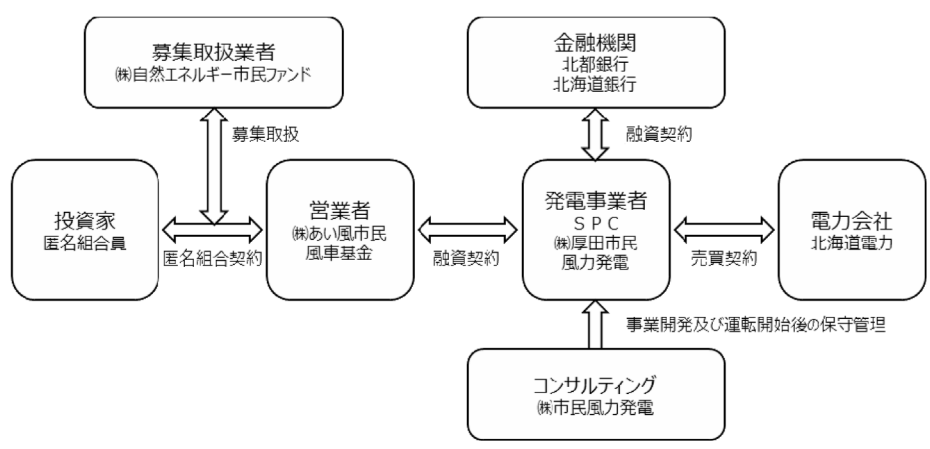 募集取扱業者
㈱自然エネルギー市民ファンド
金融機関
北都銀行
北海道銀行
募集取扱
融資契約
投資家
匿名組合員
匿名組合契約
営業者
㈱あい風市民
風車基金
融資契約
発電事業者
ＳＰＣ
㈱厚田市民
風力発電
売買契約
電力会社
北海道電力
事業開発及び運転開始後の保守管理
コンサルティング
㈱市民風力発電